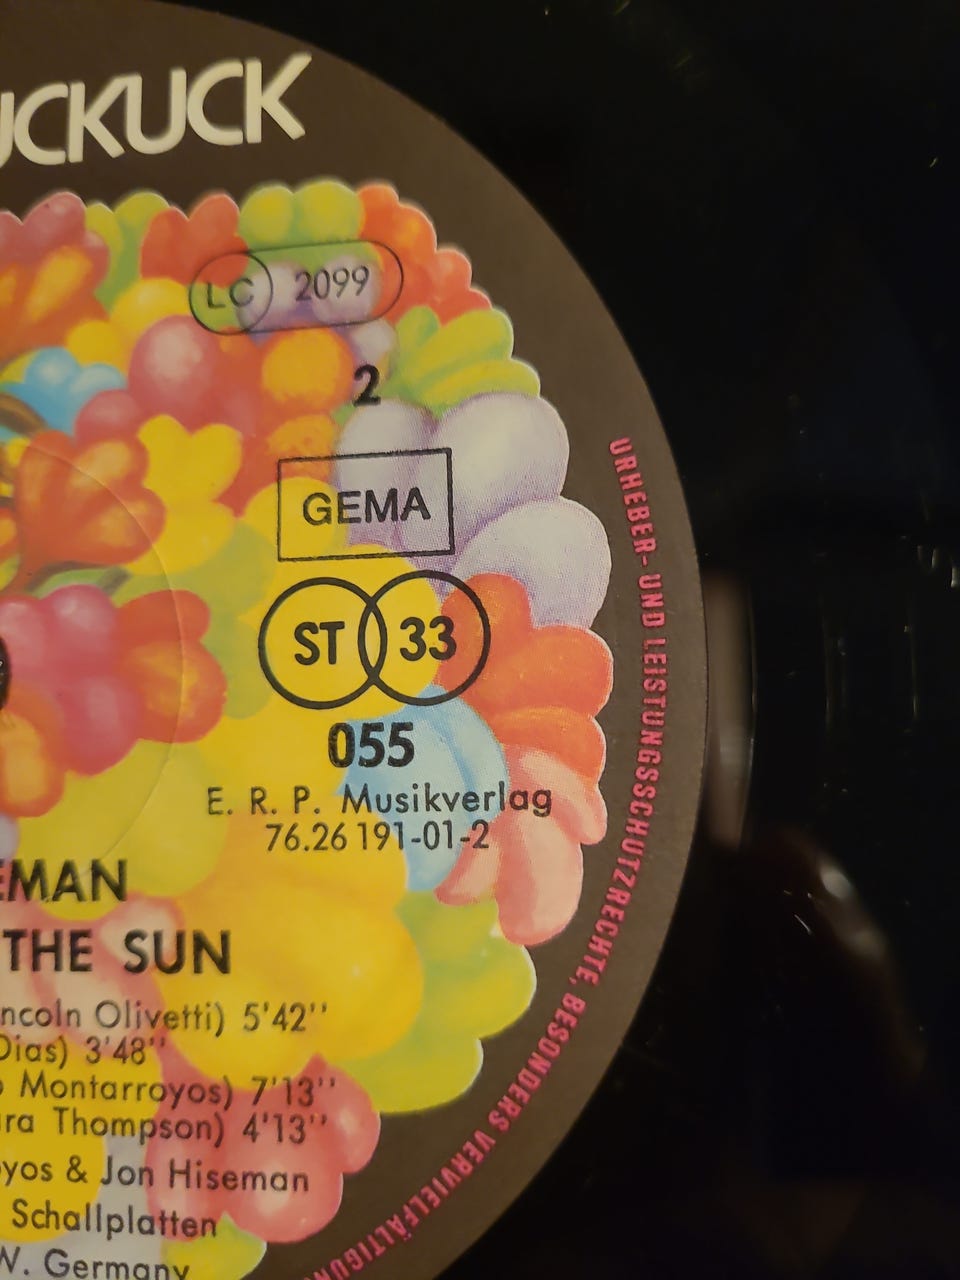 UCKUCK
LC 2099
2
GEMA
ST 33
055
E. R. P. Musikverlag
76.26 191-01-2
EMAN
THE SUN
ncoln Olivetti) 5'42''
Dias) 3'48''
o Montarroyos) 7'13''
ra Thompson) 4'13''
oyos & Jon Hiseman
Schallplatten
W. Germany
URHEBER- UND LEISTUNGSSCHUTZRECHTE, BESONDERS VERVIELFÄLTIGUN